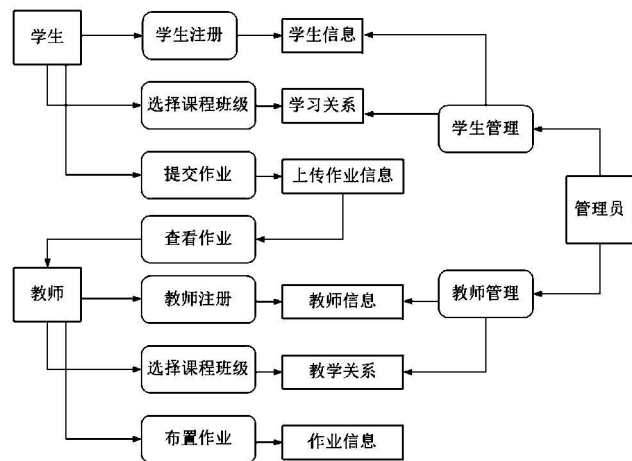 学生
学生注册
学生信息
选择课程班级
学习关系
学生管理
提交作业
上传作业信息
管理员
查看作业
教师
教师注册
教师信息
教师管理
选择课程班级
教学关系
布置作业
作业信息